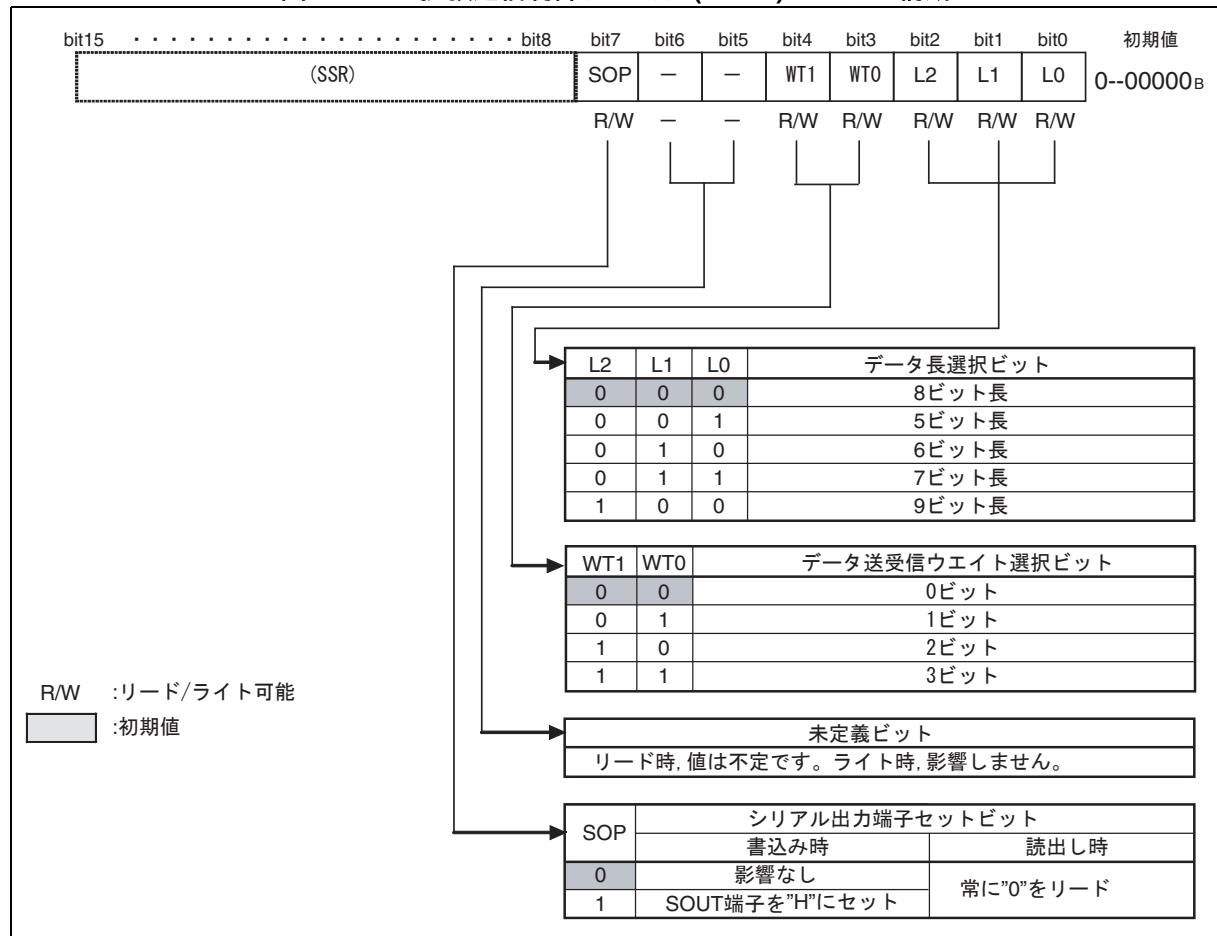 bit15 ・・・・・・・・・・・・・・・・・・・・・・ bit8 bit7 bit6 bit5 bit4 bit3 bit2 bit1 bit0 初期値
(SSR) SOP － － WT1 WT0 L2 L1 L0 0--00000B
R/W － － R/W R/W R/W R/W R/W
L2 L1 L0 データ長選択ビット
0 0 0 8ビット長
0 0 1 5ビット長
0 1 0 6ビット長
0 1 1 7ビット長
1 0 0 9ビット長
WT1 WT0 データ送受信ウエイト選択ビット
0 0 0ビット
0 1 1ビット
1 0 2ビット
1 1 3ビット
R/W :リード/ライト可能
:初期値
未定義ビット
リード時,値は不定です。ライト時,影響しません。
SOP シリアル出力端子セットビット
書込み時 読出し時
0 影響なし 常に"0"をリード
1 SOUT端子を"H"にセット